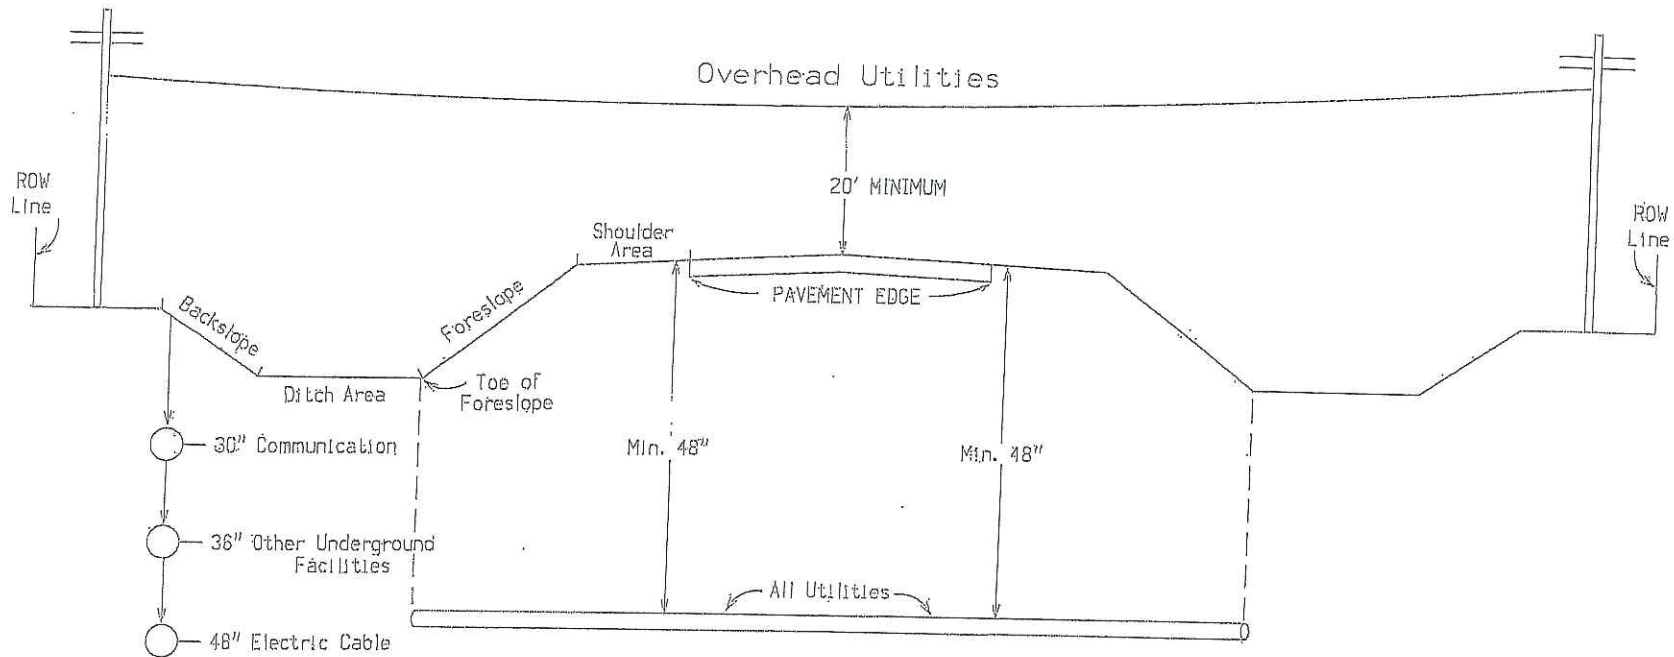 Overhead Utilities
20' MINIMUM
ROW
Line
ROW
Line
Shoulder
Area
PAVEMENT EDGE
Backslope
Foreslope
Ditch Area
Toe of
Foreslope
30" Communication
Min. 48"
Min. 48"
36" Other Underground
Facilities
All Utilities
48" Electric Cable